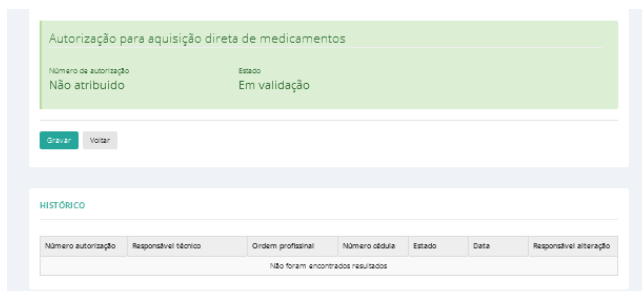 Autorização para aquisição direta de medicamentos
Número de autorização Estado
Não atribuido Em validação
Gravar Voltar
HISTÓRICO
Número autorização Responsável técnico Ordem profissinal Número cédula Estado Data Responsável alteração
Não foram encontrados resultados